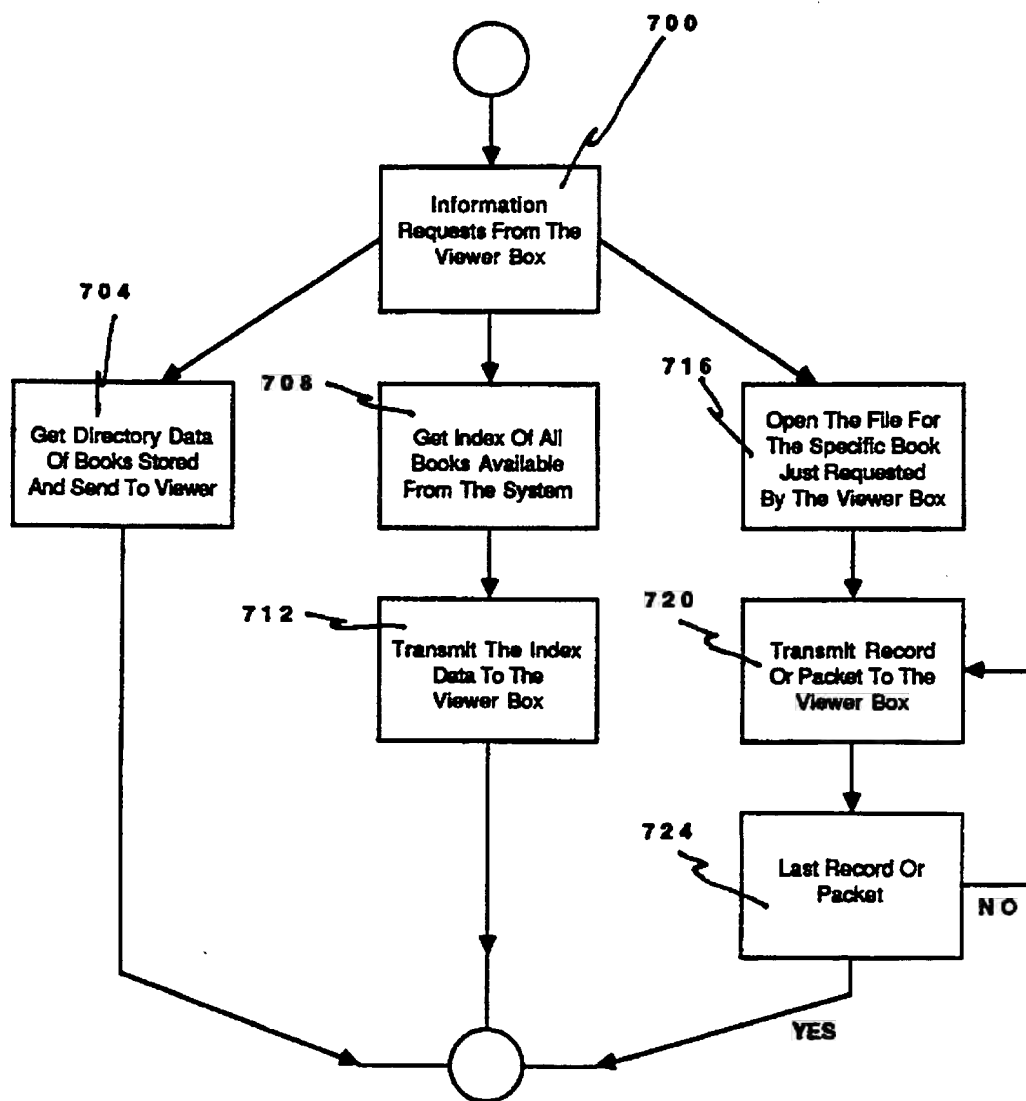 700
Information
Requests From The
Viewer Box
704
Get Directory Data
Of Books Stored
And Send To Viewer
708
Get Index Of All
Books Available
From The System
716
Open The File For
The Specific Book
Just Requested
By The Viewer Box
712
Transmit The Index
Data To The
Viewer Box
720
Transmit Record
Or Packet To The
Viewer Box
724
Last Record Or
Packet
NO
YES